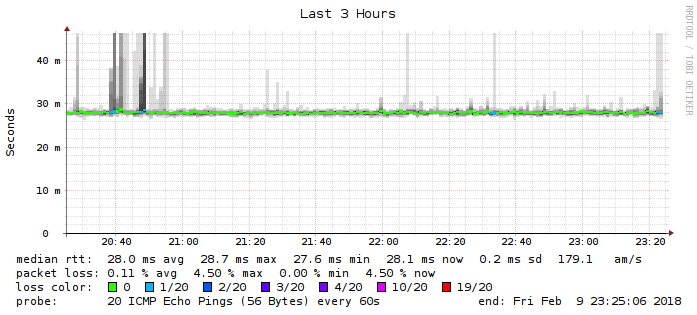 Last 3 Hours
RRDTOOL / TOBI OETIKER
Seconds
40 m
30 m
20 m
10 m
0
20:40 21:00 21:20 21:40 22:00 22:20 22:40 23:00 23:20
median rtt: 28.0 ms avg 28.7 ms max 27.6 ms min 28.1 ms now 0.2 ms sd 179.1 am/s
packet loss: 0.11 % avg 4.50 % max 0.00 % min 4.50 % now
loss color: 0 1/20 2/20 3/20 4/20 10/20 19/20
probe: 20 ICMP Echo Pings (56 Bytes) every 60s end: Fri Feb 9 23:25:06 2018